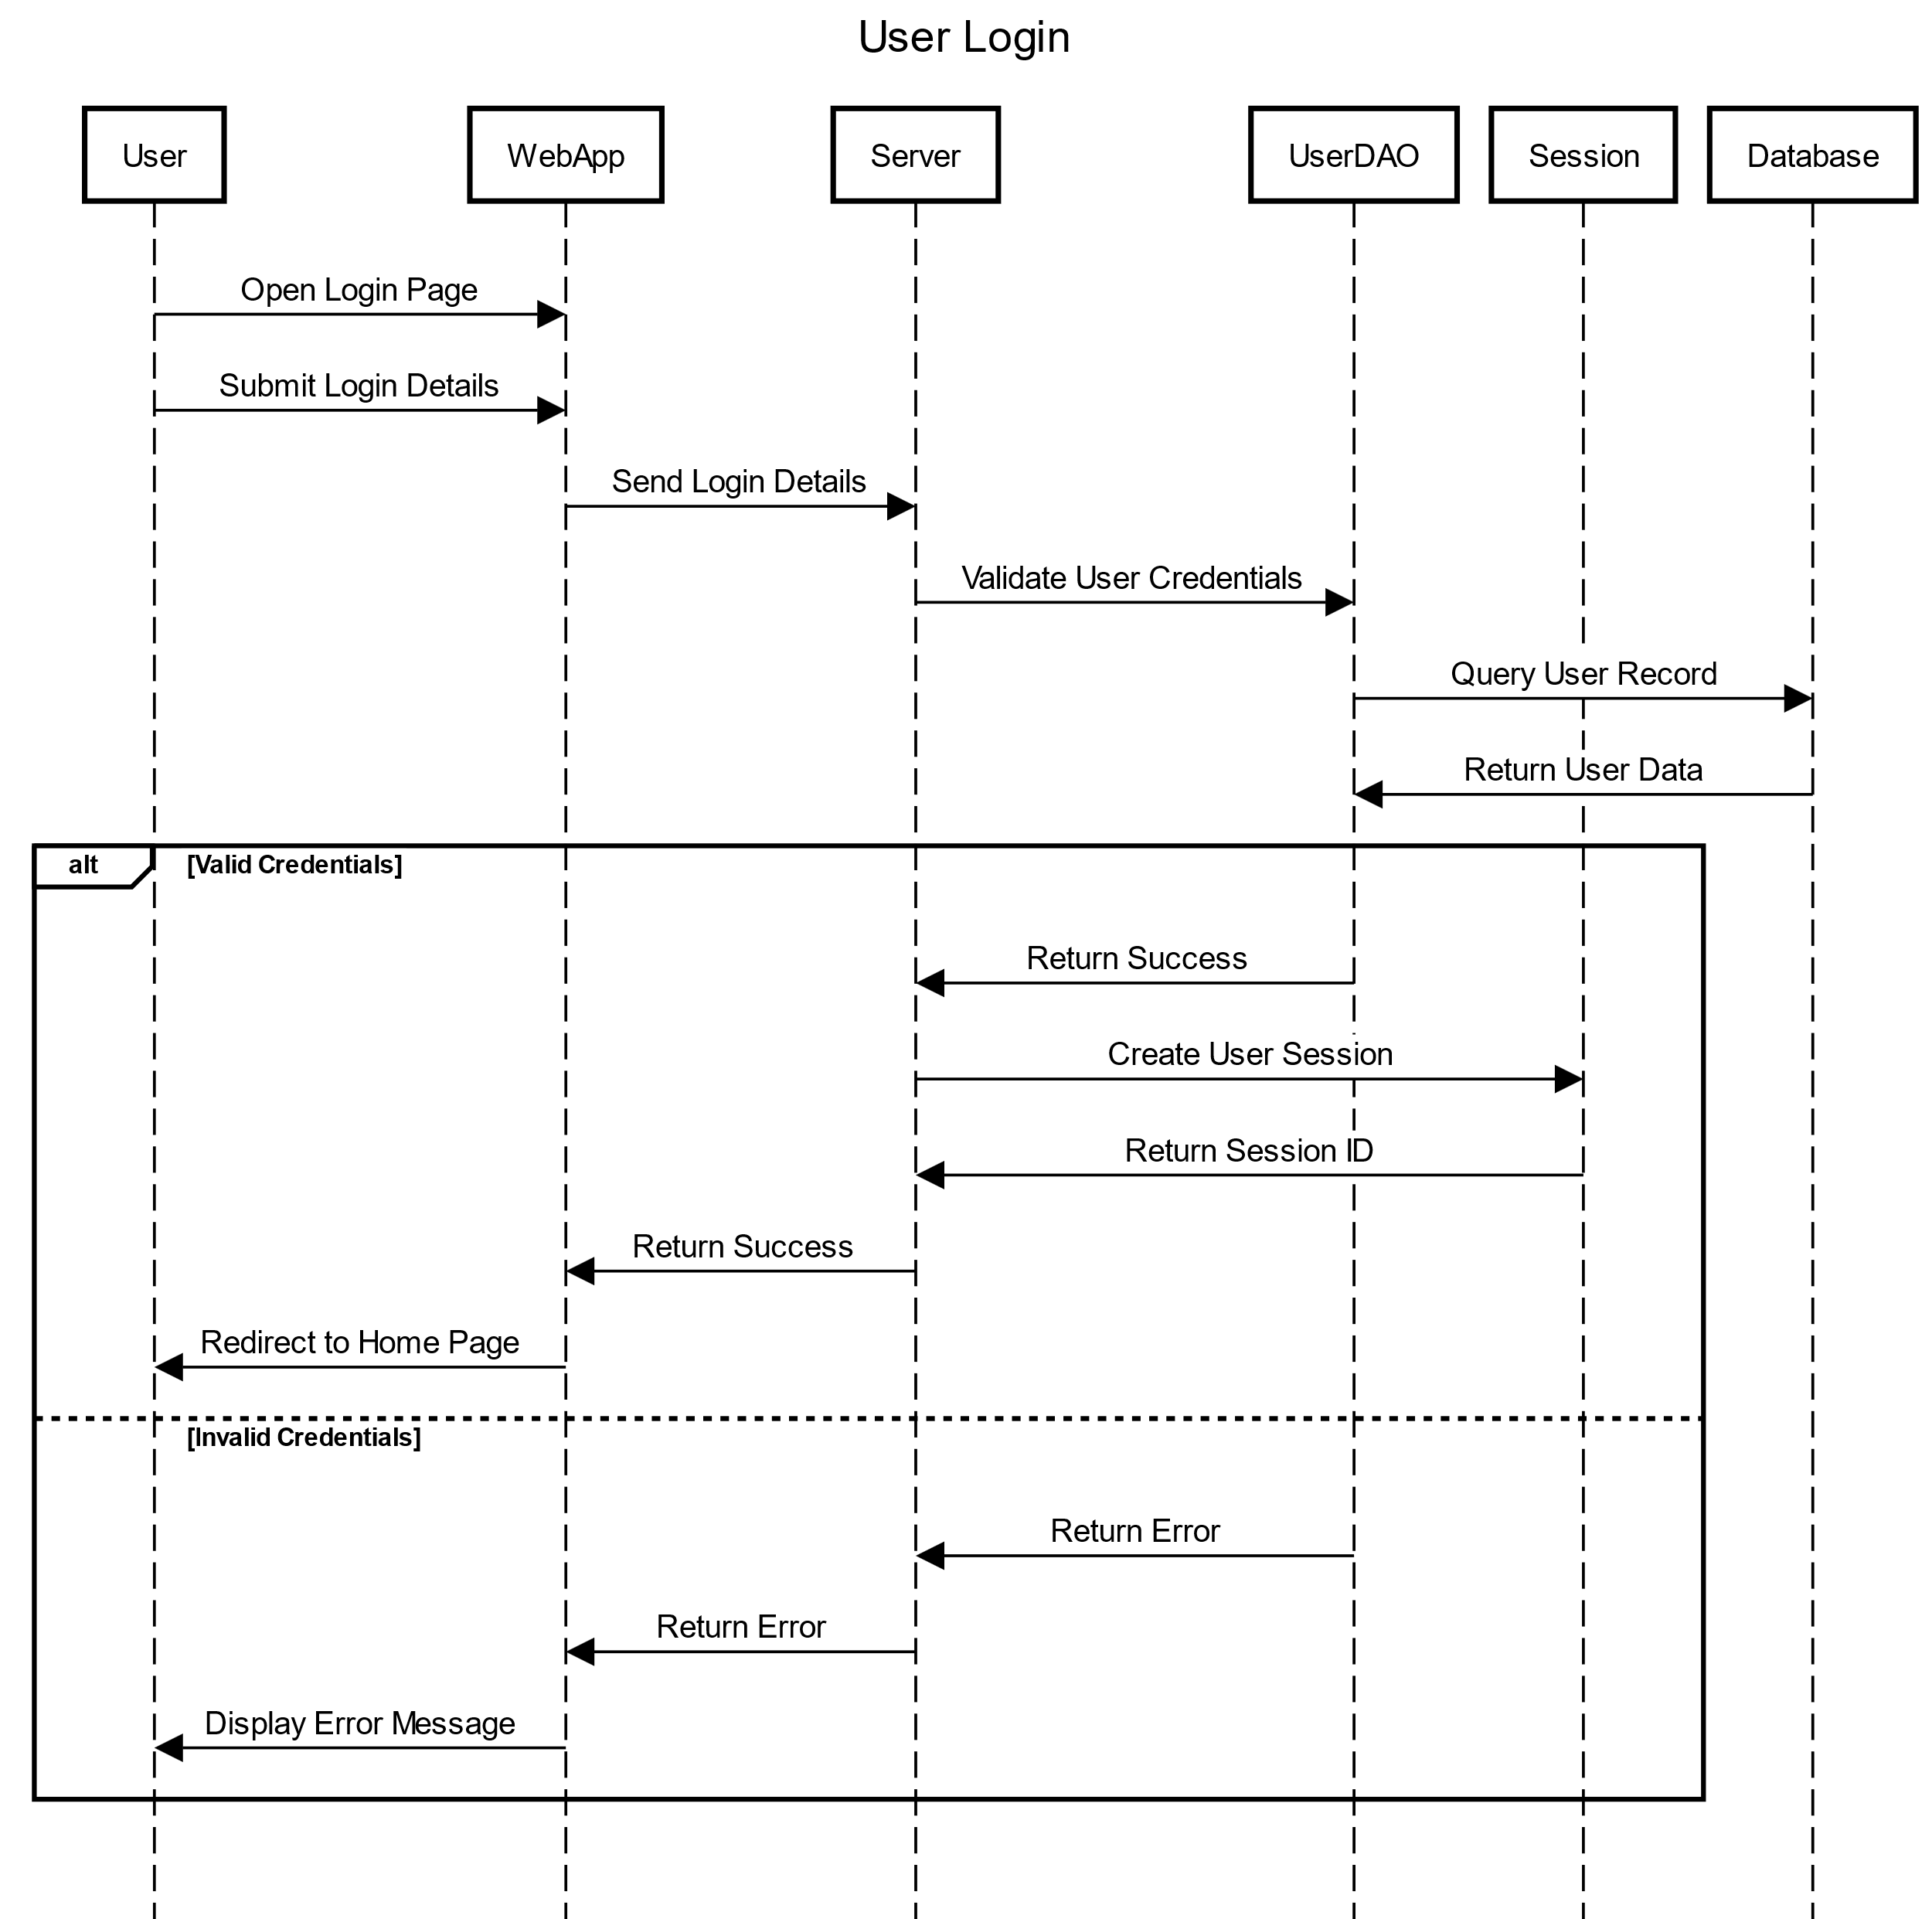 User Login
User
WebApp
Server
UserDAO
Session
Database
Open Login Page
Submit Login Details
Send Login Details
Validate User Credentials
Query User Record
Return User Data
alt
[Valid Credentials]
Return Success
Create User Session
Return Session ID
Return Success
Redirect to Home Page
[Invalid Credentials]
Return Error
Return Error
Display Error Message